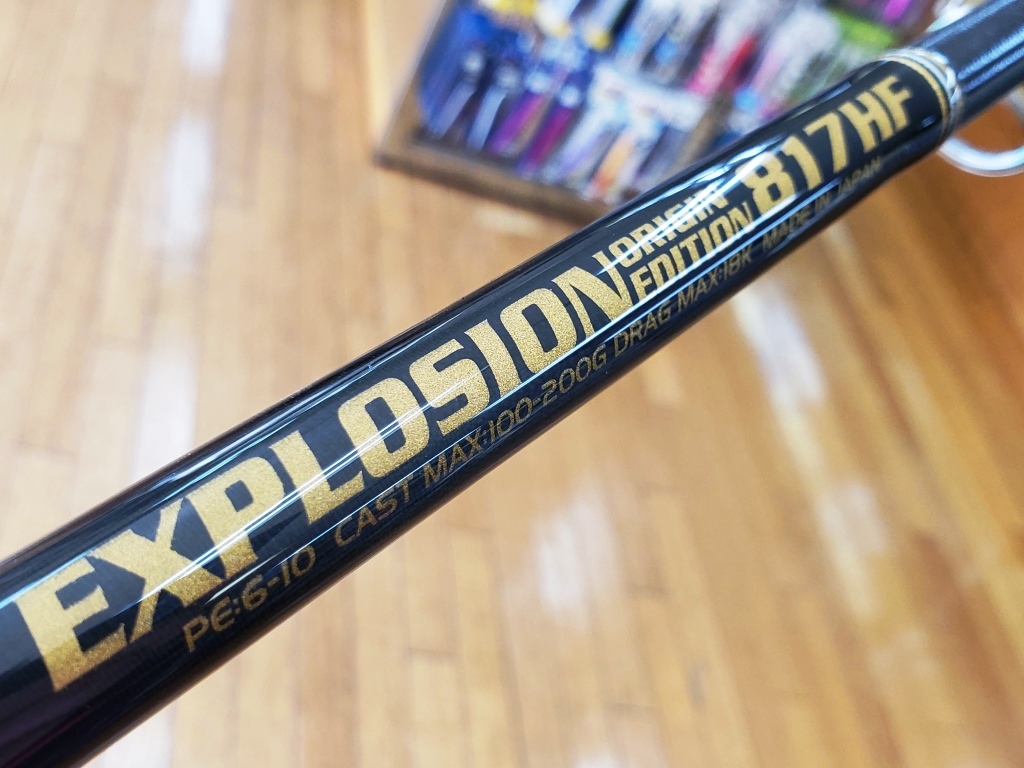 EXPLOSION ORIGIN EDITION 817HF
PE:6-10 CAST MAX:100-200G DRAG MAX:18K MADE IN JAPAN